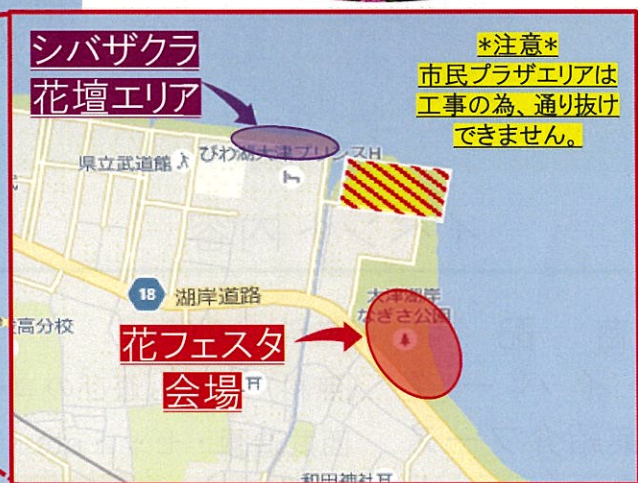 シバザクラ
花壇エリア
*注意*
市民プラザエリアは
工事の為、通り抜け
できません。
県立武道館
びわ湖大津プリンスH
18
湖岸道路
大津湖岸
なぎさ公園
高分校
花フェスタ
会場
和田神社